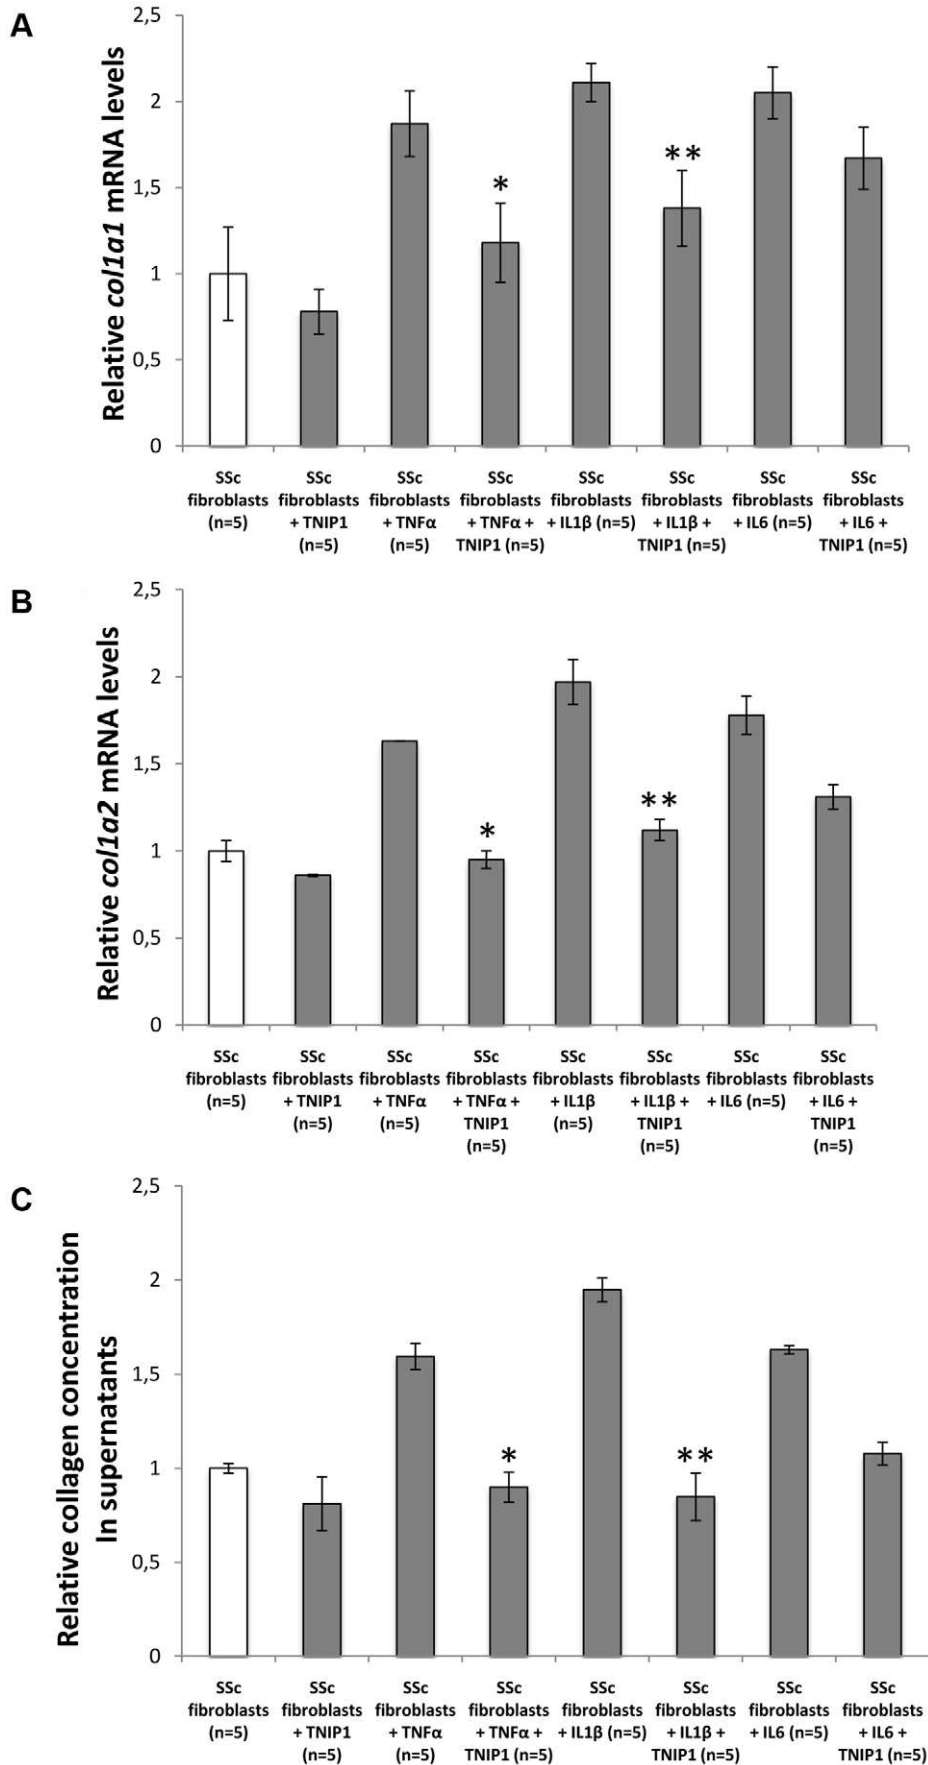 A
Relative col1a1 mRNA levels
2,5
2
1,5
1
0,5
0
*
**
SSc
fibroblasts
(n=5)
SSc
fibroblasts
+ TNIP1
(n=5)
SSc
fibroblasts
+ TNFα
(n=5)
SSc
fibroblasts
+ TNFα +
TNIP1 (n=5)
SSc
fibroblasts
+ IL1β (n=5)
SSc
fibroblasts
+ IL1β +
TNIP1 (n=5)
SSc
fibroblasts
+ IL6 (n=5)
SSc
fibroblasts
+ IL6 +
TNIP1 (n=5)
B
Relative col1a2 mRNA levels
2,5
2
1,5
1
0,5
0
*
**
SSc
fibroblasts
(n=5)
SSc
fibroblasts
+ TNIP1
(n=5)
SSc
fibroblasts
+ TNFα
(n=5)
SSc
fibroblasts
+ TNFα +
TNIP1
(n=5)
SSc
fibroblasts
+ IL1β
(n=5)
SSc
fibroblasts
+ IL1β +
TNIP1
(n=5)
SSc
fibroblasts
+ IL6 (n=5)
SSc
fibroblasts
+ IL6 +
TNIP1
(n=5)
C
Relative collagen concentration
In supernatants
2,5
2
1,5
1
0,5
0
*
**
SSc
fibroblasts
(n=5)
SSc
fibroblasts
+ TNIP1
(n=5)
SSc
fibroblasts
+ TNFα
(n=5)
SSc
fibroblasts
+ TNFα +
TNIP1 (n=5)
SSc
fibroblasts
+ IL1β (n=5)
SSc
fibroblasts
+ IL1β +
TNIP1 (n=5)
SSc
fibroblasts
+ IL6 (n=5)
SSc
fibroblasts
+ IL6 +
TNIP1 (n=5)